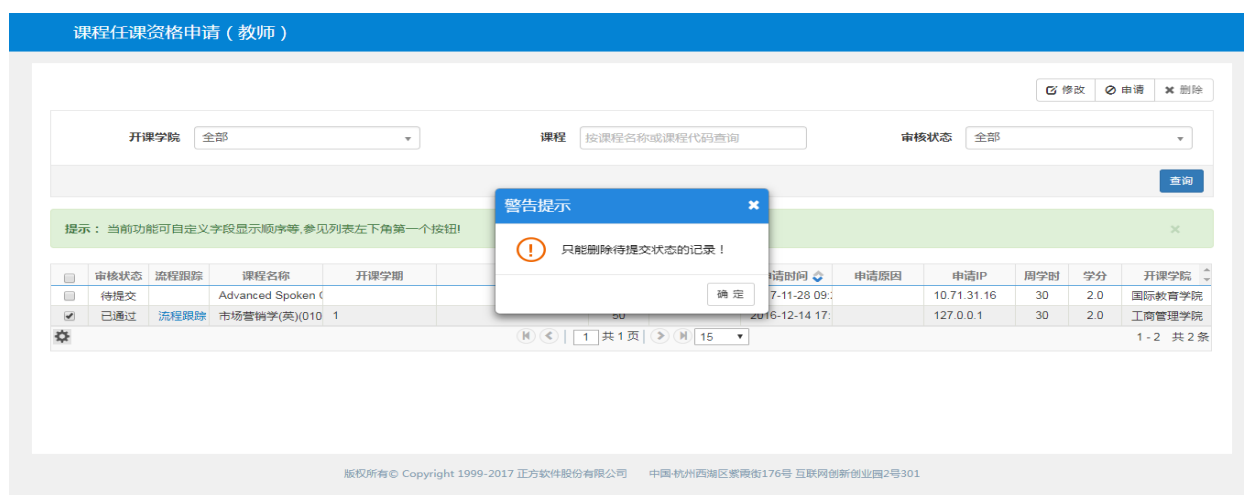 课程任课资格申请（教师）
修改 申请 删除
开课学院 全部 课程 按课程名称或课程代码查询 审核状态 全部
查询
警告提示
提示： 当前功能可自定义字段显示顺序等,参见列表左下角第一个按钮!
只能删除待提交状态的记录！
确 定
审核状态 流程跟踪 课程名称 开课学期 请时间 申请原因 申请IP 周学时 学分 开课学院
待提交 Advanced Spoken 7-11-28 09: 10.71.31.16 30 2.0 国际教育学院
已通过 流程跟踪 市场营销学(英)(010 1 50 2016-12-14 17: 127.0.0.1 30 2.0 工商管理学院
1 共 1 页 15 1 - 2 共 2 条
版权所有© Copyright 1999-2017 正方软件股份有限公司 中国·杭州西湖区紫霞街176号 互联网创新创业园2号301